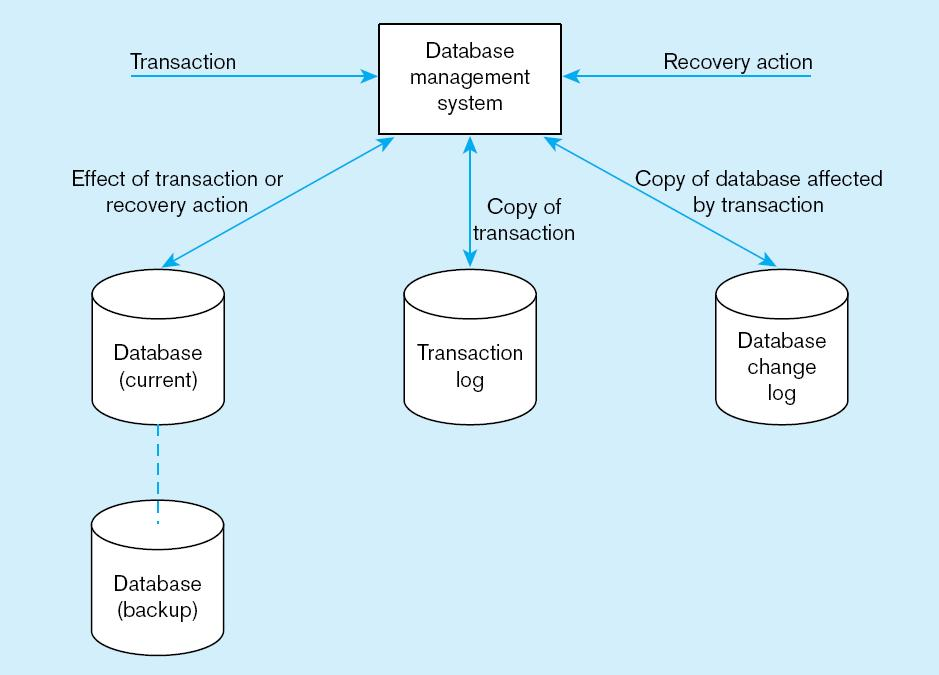 Database
management
system
Transaction
Recovery action
Effect of transaction or
recovery action
Copy of
transaction
Copy of database affected
by transaction
Database
(current)
Transaction
log
Database
change
log
Database
(backup)